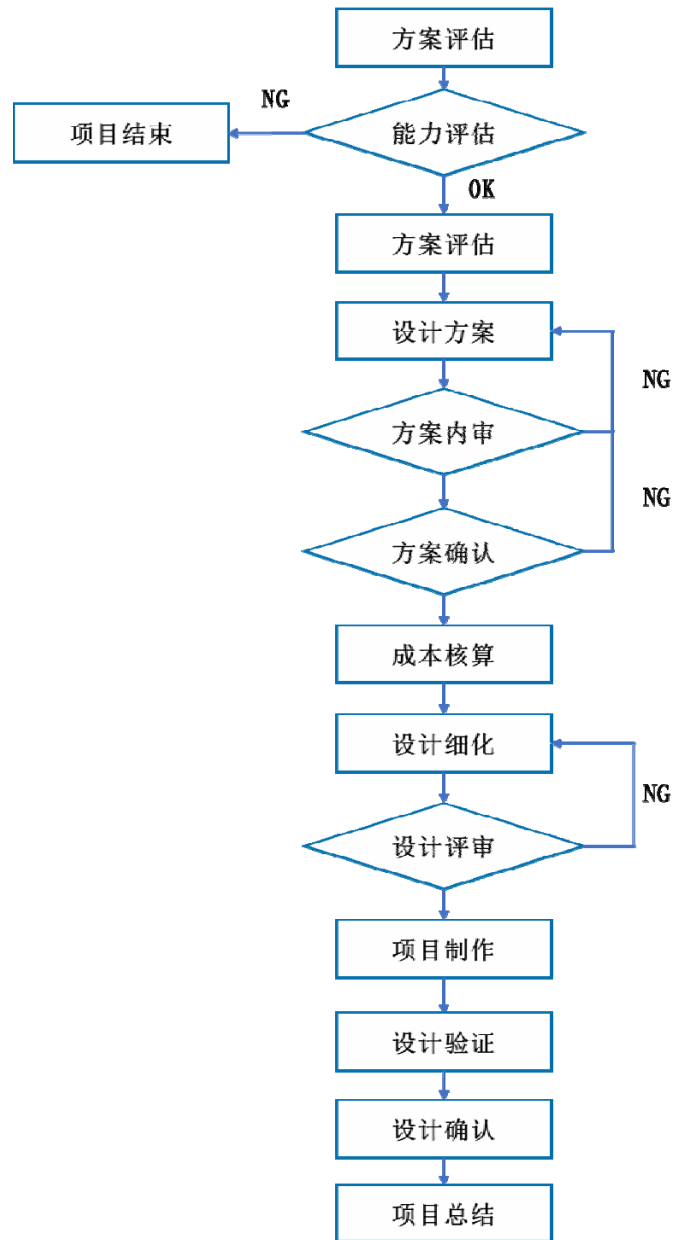 方案评估
NG
项目结束
能力评估
OK
方案评估
设计方案
NG
方案内审
NG
方案确认
成本核算
设计细化
NG
设计评审
项目制作
设计验证
设计确认
项目总结